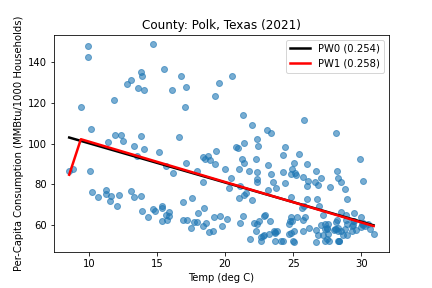 County: Polk, Texas (2021)
PW0 (0.254)
PW1 (0.258)
Per-Capita Consumption (MMBtu/1000 Households)
140
120
100
80
60
10
15
20
25
30
Temp (deg C)